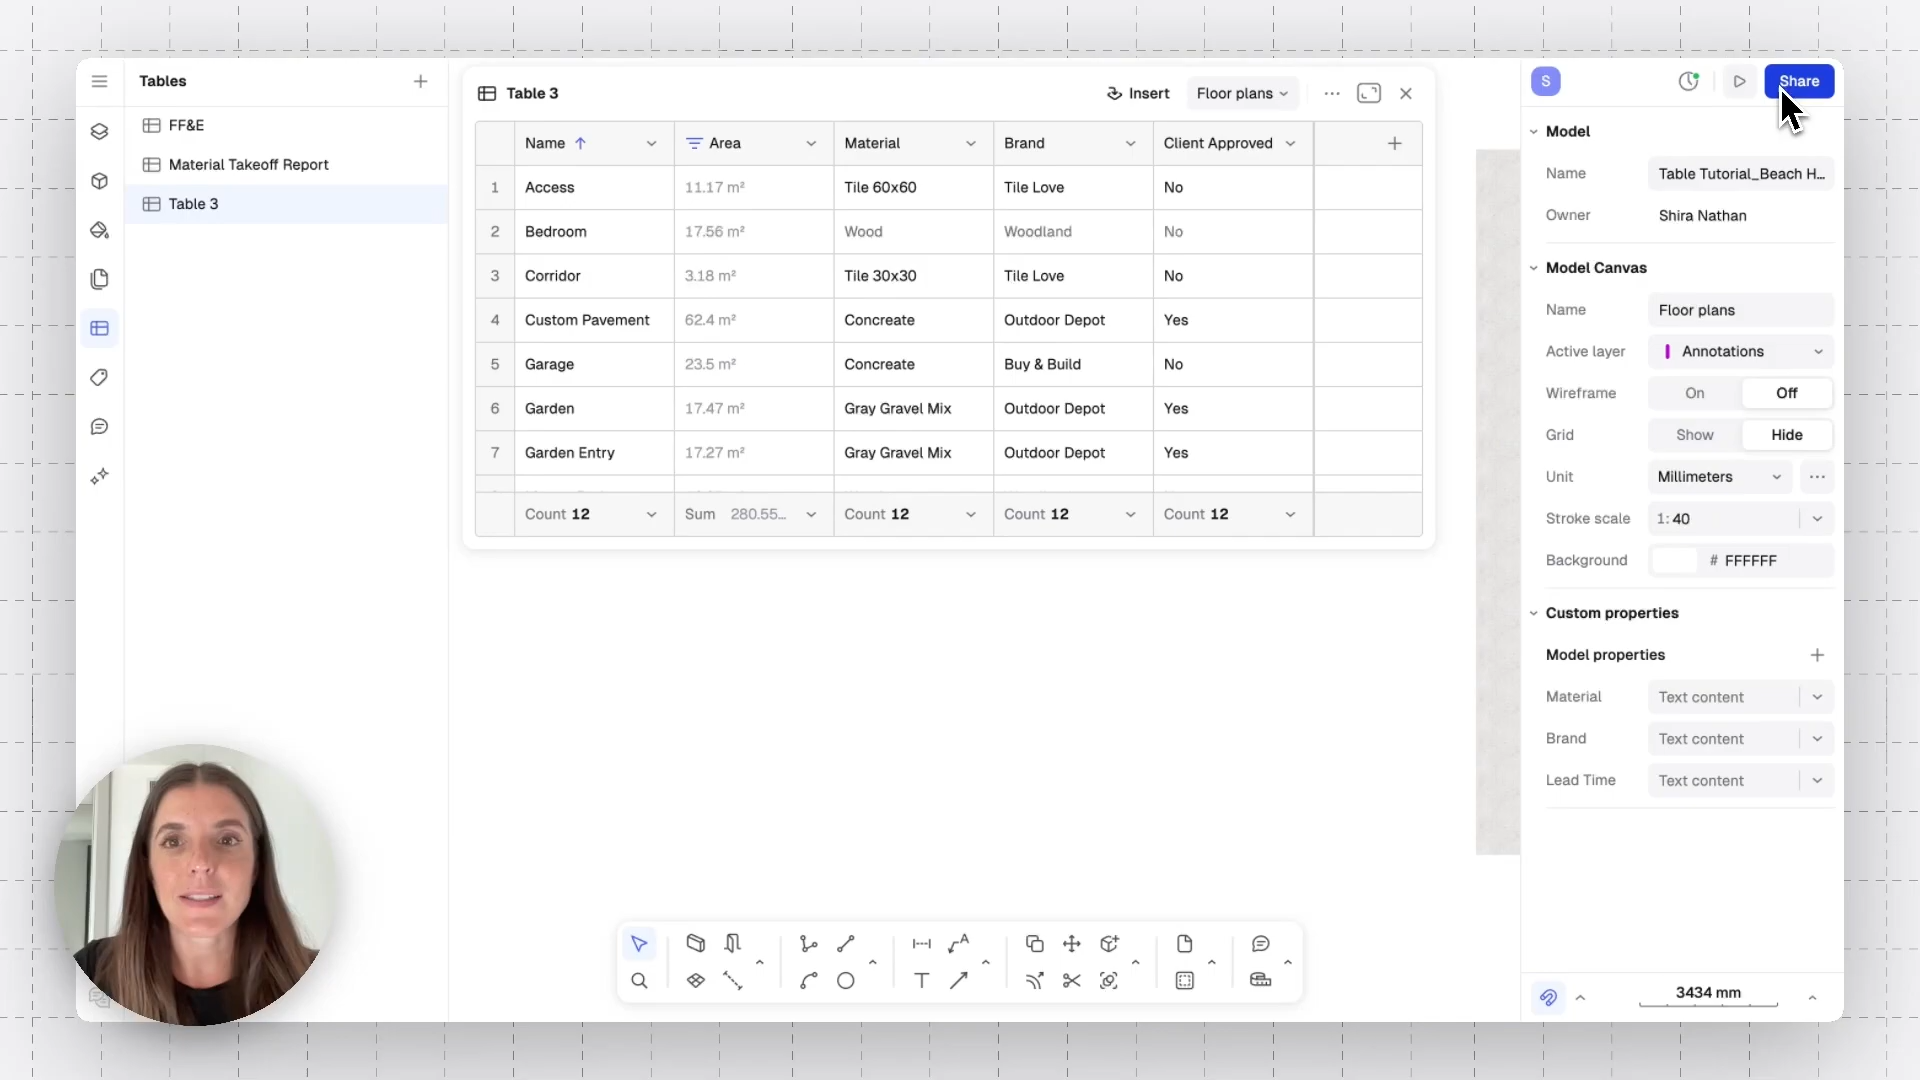 Tables
FF&E
Material Takeoff Report
Table 3
Table 3
Insert
Floor plans
Name Area Material Brand Client Approved
1 Access 11.17 m² Tile 60x60 Tile Love No
2 Bedroom 17.56 m² Wood Woodland No
3 Corridor 3.18 m² Tile 30x30 Tile Love No
4 Custom Pavement 62.4 m² Concreate Outdoor Depot Yes
5 Garage 23.5 m² Concreate Buy & Build No
6 Garden 17.47 m² Gray Gravel Mix Outdoor Depot Yes
7 Garden Entry 17.27 m² Gray Gravel Mix Outdoor Depot Yes
Count 12 Sum 280.55... Count 12 Count 12 Count 12
S
Share
Model
Name Table Tutorial_Beach H...
Owner Shira Nathan
Model Canvas
Name Floor plans
Active layer Annotations
Wireframe On Off
Grid Show Hide
Unit Millimeters
Stroke scale 1: 40
Background # FFFFFF
Custom properties
Model properties
Material Text content
Brand Text content
Lead Time Text content
3434 mm